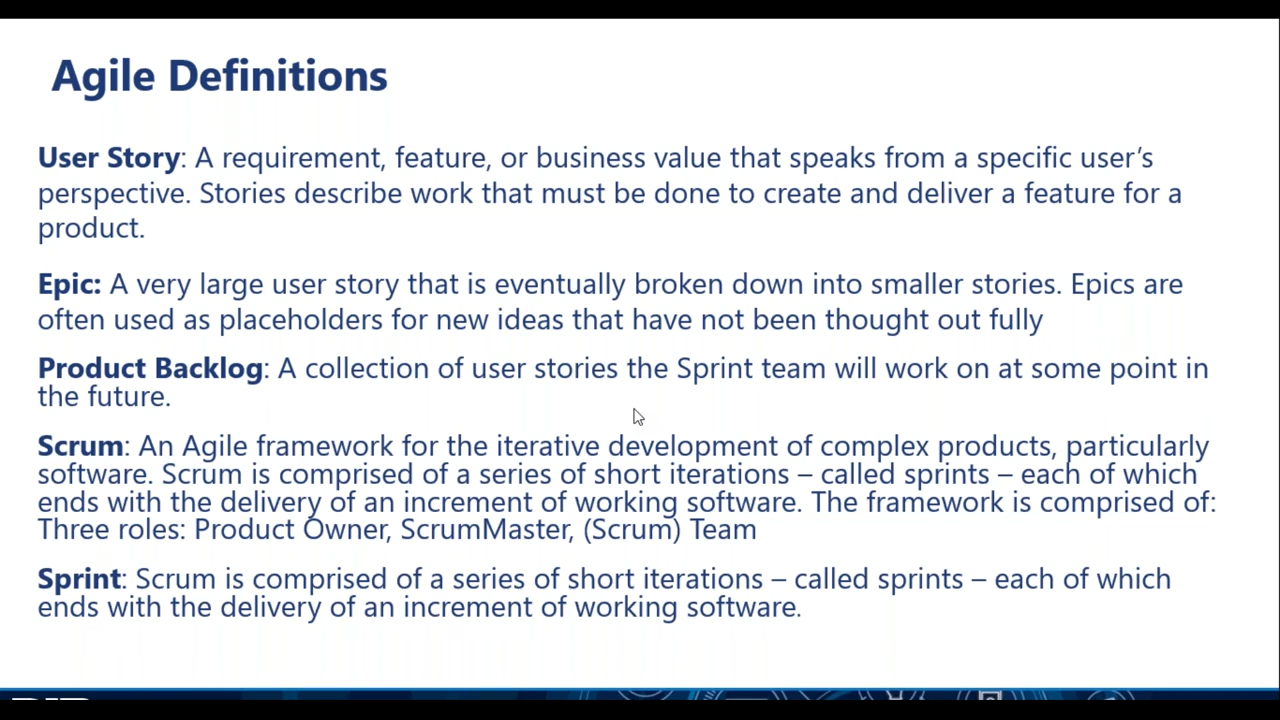 Agile Definitions
User Story: A requirement, feature, or business value that speaks from a specific user’s
perspective. Stories describe work that must be done to create and deliver a feature for a
product.
Epic: A very large user story that is eventually broken down into smaller stories. Epics are
often used as placeholders for new ideas that have not been thought out fully
Product Backlog: A collection of user stories the Sprint team will work on at some point in
the future.
Scrum: An Agile framework for the iterative development of complex products, particularly
software. Scrum is comprised of a series of short iterations – called sprints – each of which
ends with the delivery of an increment of working software. The framework is comprised of:
Three roles: Product Owner, ScrumMaster, (Scrum) Team
Sprint: Scrum is comprised of a series of short iterations – called sprints – each of which
ends with the delivery of an increment of working software.